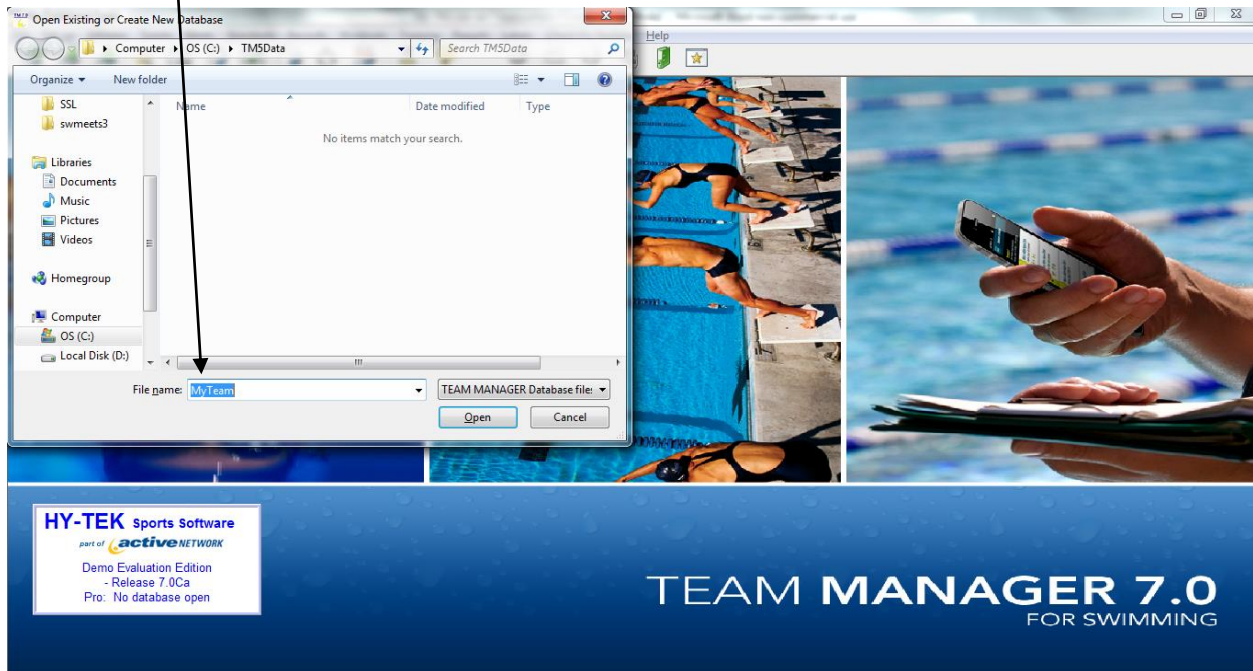 Open Existing or Create New Database
Computer ▸ OS (C:) ▸ TM5Data
Search TM5Data
Help
Organize
New folder
SSL
swmeets3
Libraries
Documents
Music
Pictures
Videos
Homegroup
Computer
OS (C:)
Local Disk (D:)
Name
Date modified
Type
No items match your search.
File name:
MyTeam
TEAM MANAGER Database file
Open
Cancel
HY-TEK Sports Software
part of active NETWORK
Demo Evaluation Edition
- Release 7.0Ca
Pro: No database open
TEAM MANAGER 7.0
FOR SWIMMING